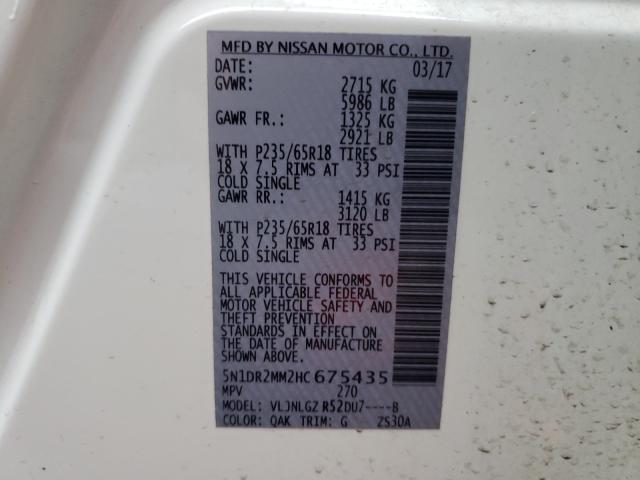 MFD BY NISSAN MOTOR CO., LTD.
DATE: 03/17
GVWR: 2715 KG
5986 LB
GAWR FR.: 1325 KG
2921 LB
WITH P235/65R18 TIRES
18 X 7.5 RIMS AT 33 PSI
COLD SINGLE
GAWR RR.: 1415 KG
3120 LB
WITH P235/65R18 TIRES
18 X 7.5 RIMS AT 33 PSI
COLD SINGLE
THIS VEHICLE CONFORMS TO
ALL APPLICABLE FEDERAL
MOTOR VEHICLE SAFETY AND
THEFT PREVENTION
STANDARDS IN EFFECT ON
THE DATE OF MANUFACTURE
SHOWN ABOVE.
5N1DR2MM2HC675435
MPV 270
MODEL: VLJNLGZ R52DU7----B
COLOR: QAK TRIM: G ZS30A